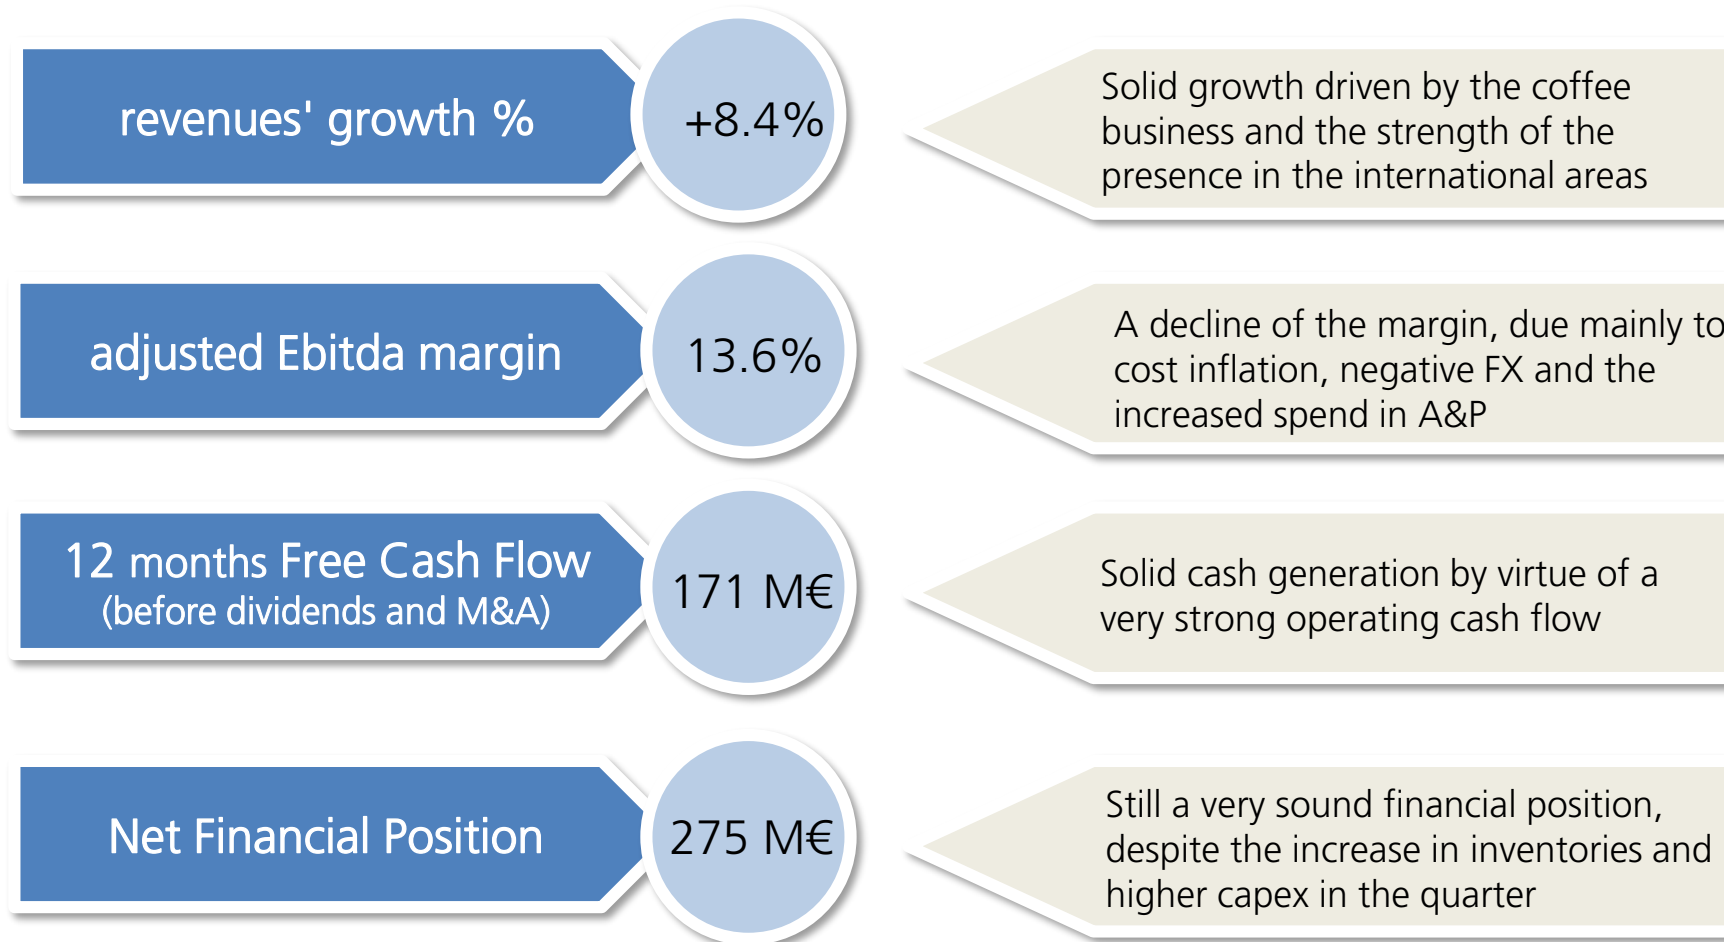 revenues' growth %
+8.4%
Solid growth driven by the coffee
business and the strength of the
presence in the international areas
adjusted Ebitda margin
13.6%
A decline of the margin, due mainly to
cost inflation, negative FX and the
increased spend in A&P
12 months Free Cash Flow
(before dividends and M&A)
171 M€
Solid cash generation by virtue of a
very strong operating cash flow
Net Financial Position
275 M€
Still a very sound financial position,
despite the increase in inventories and
higher capex in the quarter